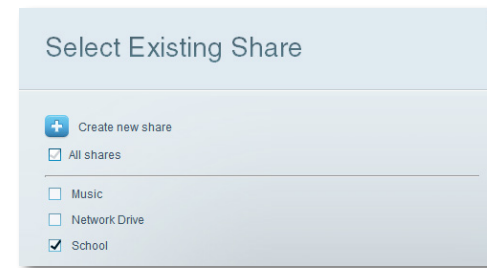 Select Existing Share
Create new share
All shares
Music
Network Drive
School